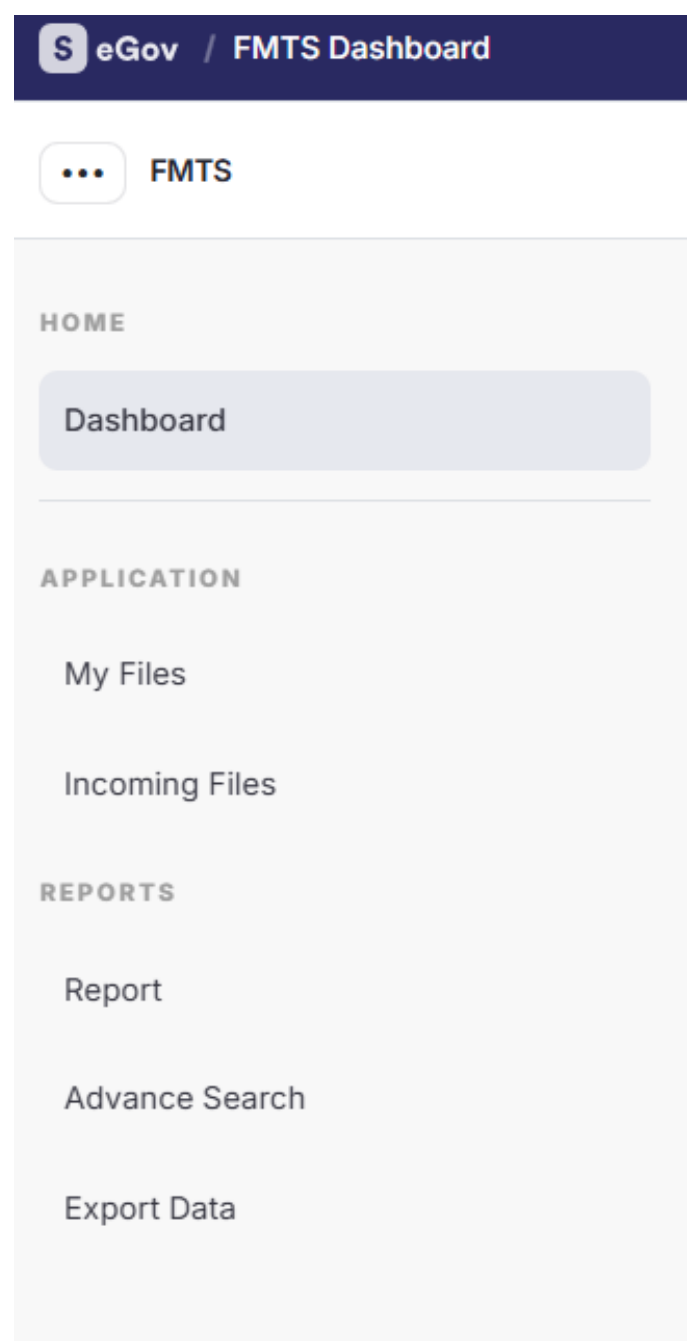 S eGov / FMTS Dashboard
••• FMTS
HOME
Dashboard
APPLICATION
My Files
Incoming Files
REPORTS
Report
Advance Search
Export Data